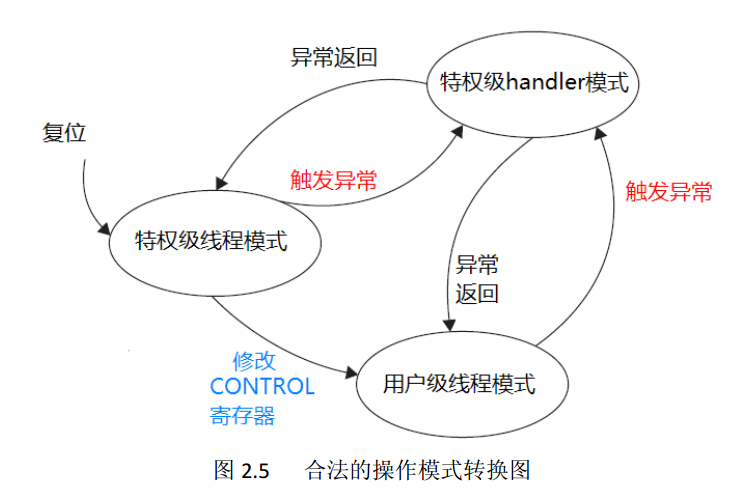 异常返回
特权级handler模式
复位
触发异常
触发异常
特权级线程模式
异常
返回
修改
CONTROL
寄存器
用户级线程模式
图 2.5 合法的操作模式转换图